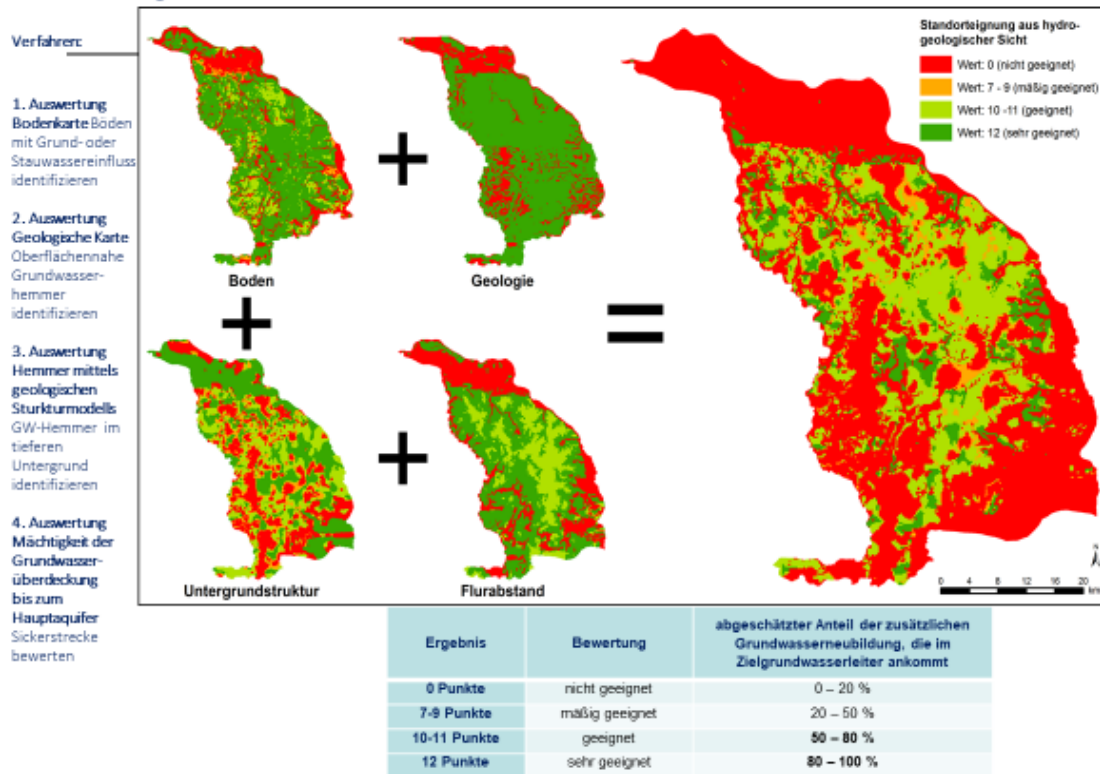 Verfahren:
1. Auswertung
Bodenkarte Böden
mit Grund- oder
Stauwassereinfluss
identifizieren
2. Auswertung
Geologische Karte
Oberflächennahe
Grundwasser-
hemmer
identifizieren
3. Auswertung
Hemmer mittels
geologischen
Sturkturmodells
GW-Hemmer im
tieferen
Untergrund
identifizieren
4. Auswertung
Mächtigkeit der
Grundwasser-
überdeckung
bis zum
Hauptaquifer
Sickerstrecke
bewerten
Boden
Geologie
Untergrundstruktur
Flurabstand
+
+
+
=
Standorteignung aus hydro-
geologischer Sicht
Wert: 0 (nicht geeignet)
Wert: 7 - 9 (mäßig geeignet)
Wert: 10 -11 (geeignet)
Wert: 12 (sehr geeignet)
N
0 4 8 12 16 20
km
Ergebnis Bewertung abgeschätzter Anteil der zusätzlichen
Grundwasserneubildung, die im
Zielgrundwasserleiter ankommt
0 Punkte nicht geeignet 0 – 20 %
7-9 Punkte mäßig geeignet 20 – 50 %
10-11 Punkte geeignet 50 – 80 %
12 Punkte sehr geeignet 80 – 100 %